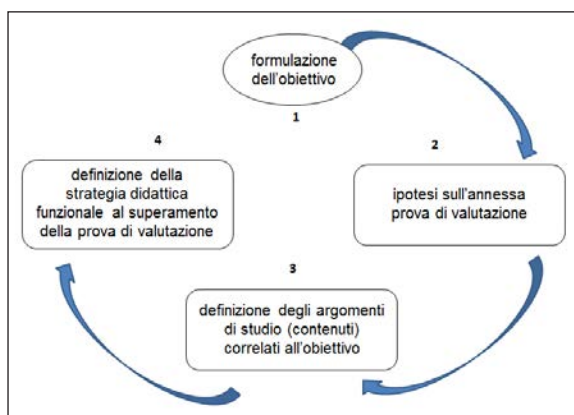 formulazione
dell'obiettivo
1
2
ipotesi sull'annessa
prova di valutazione
3
definizione degli argomenti
di studio (contenuti)
correlati all'obiettivo
4
definizione della
strategia didattica
funzionale al superamento
della prova di valutazione